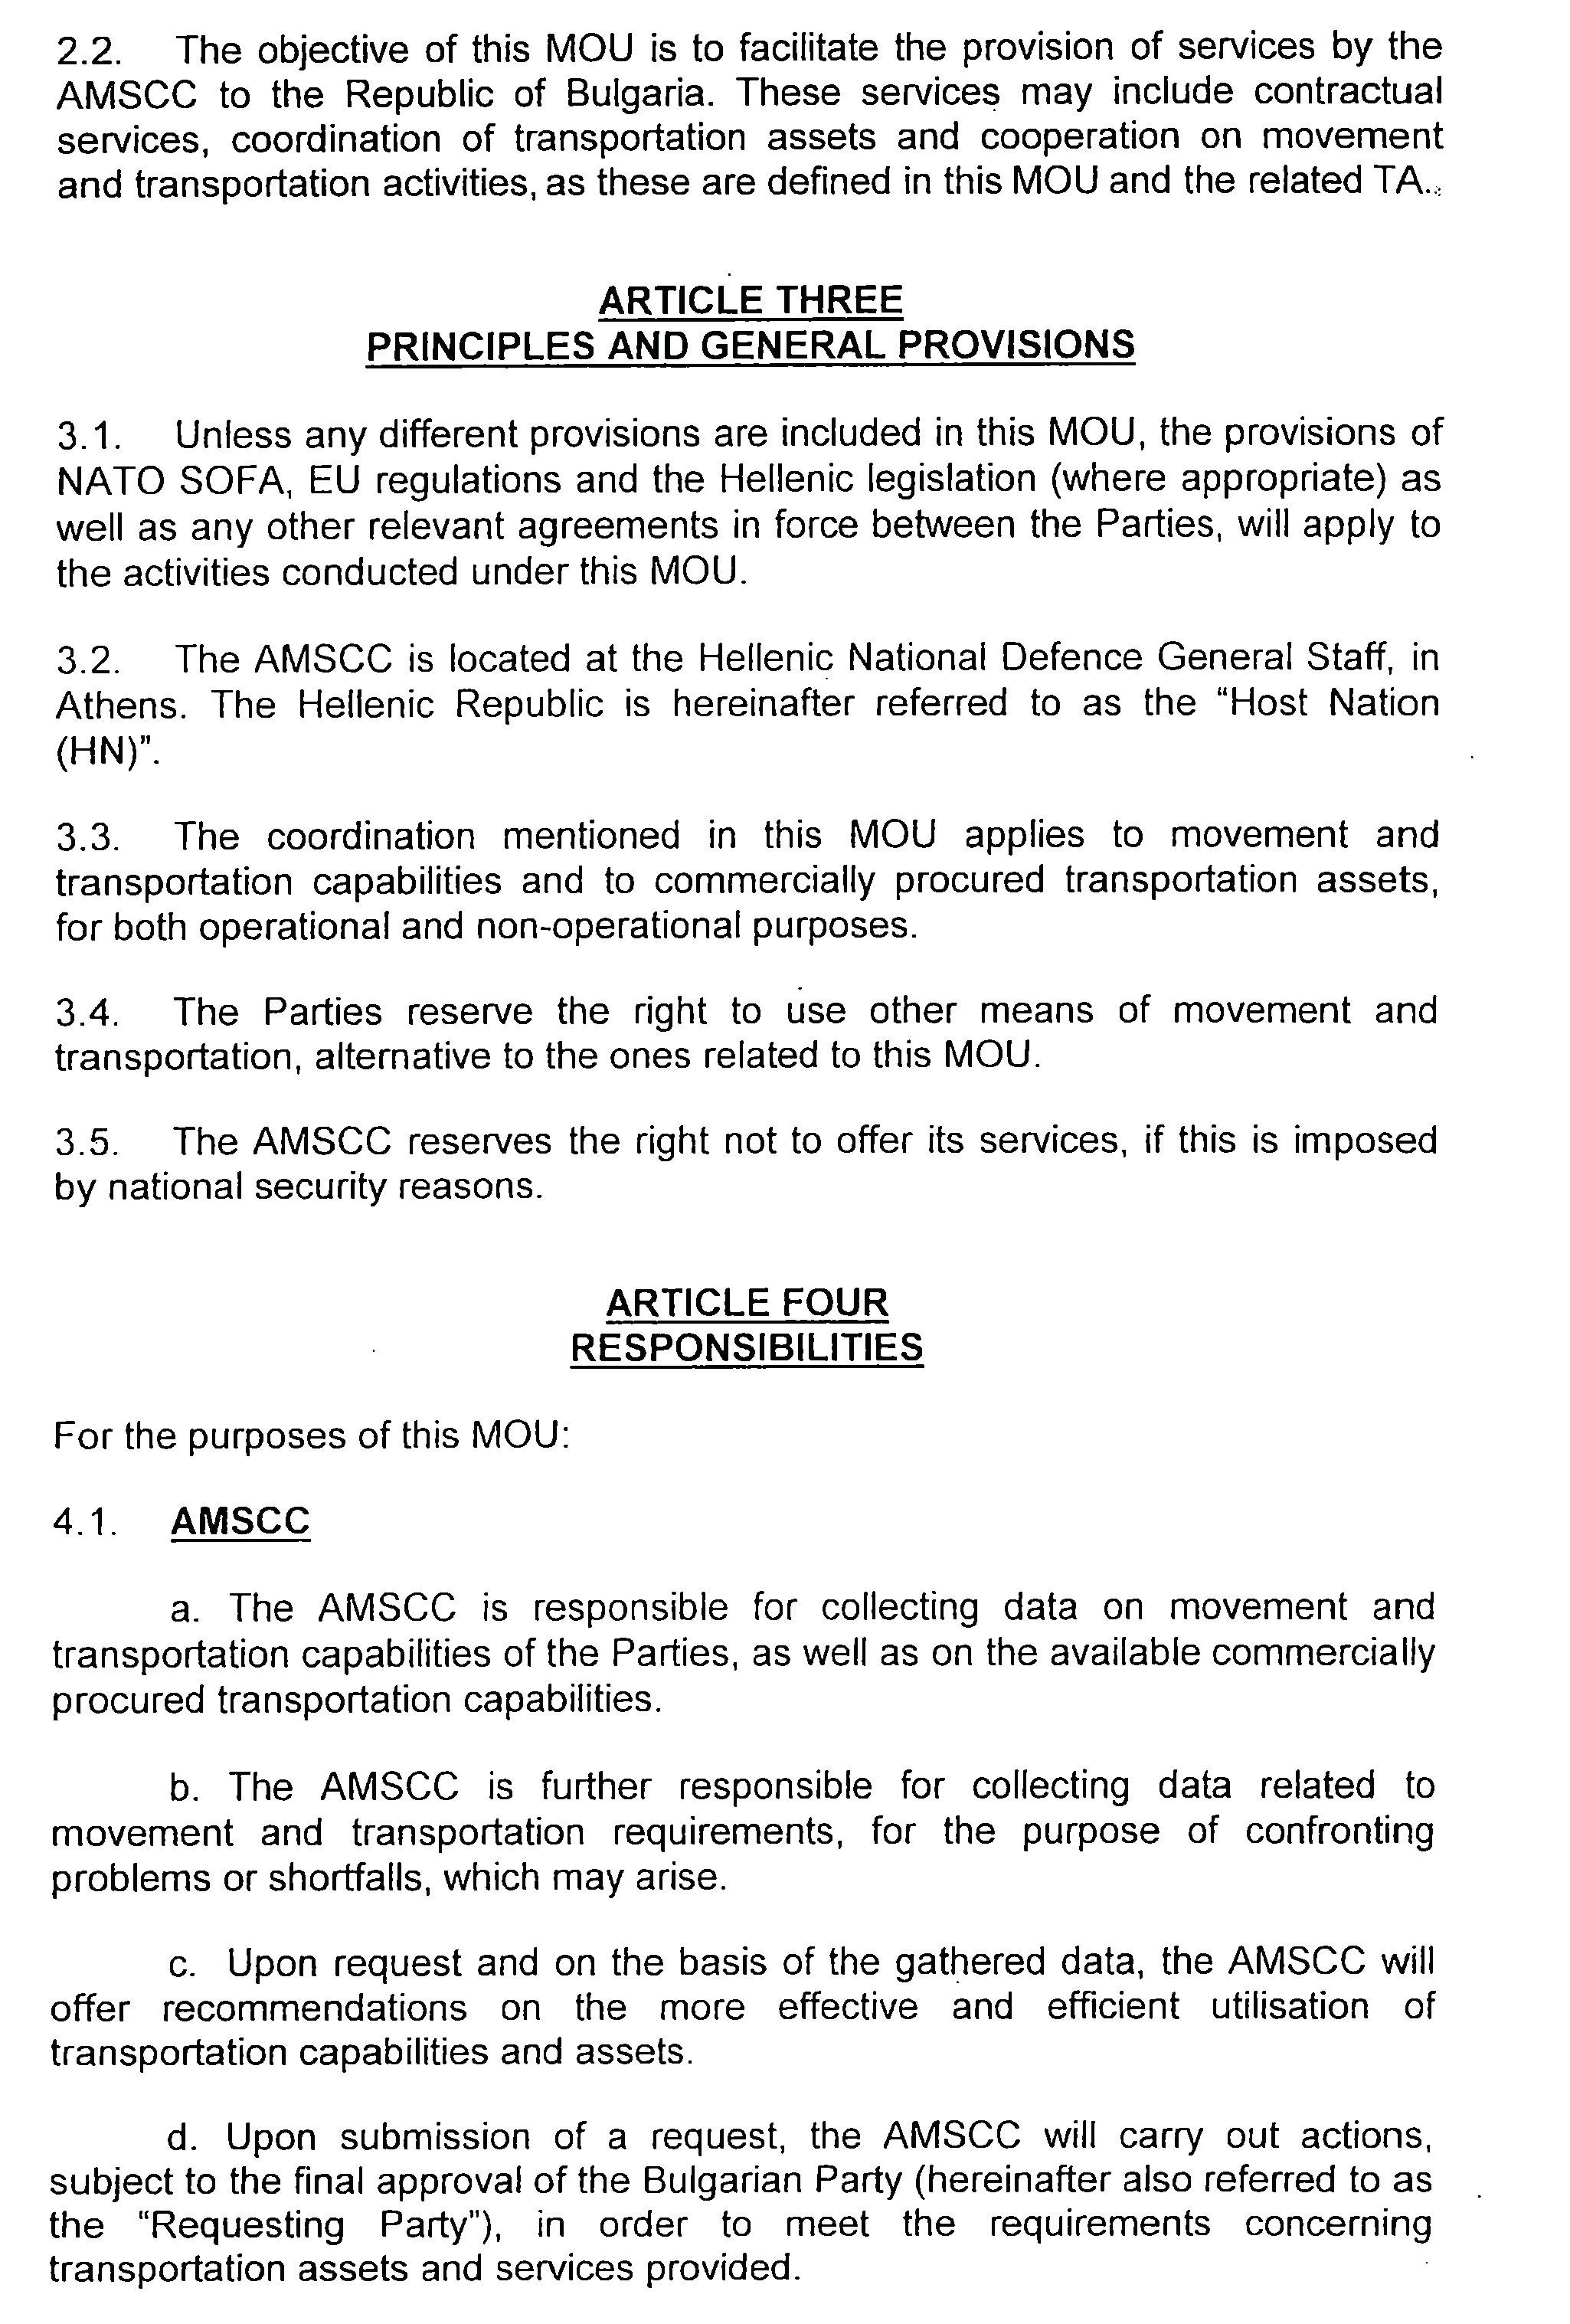 2.2. The objective of this MOU is to facilitate the provision of services by the
AMSCC to the Republic of Bulgaria. These services may include contractual
services, coordination of transportation assets and cooperation on movement
and transportation activities, as these are defined in this MOU and the related TA.
ARTICLE THREE
PRINCIPLES AND GENERAL PROVISIONS
3.1. Unless any different provisions are included in this MOU, the provisions of
NATO SOFA, EU regulations and the Hellenic legislation (where appropriate) as
well as any other relevant agreements in force between the Parties, will apply to
the activities conducted under this MOU.
3.2. The AMSCC is located at the Hellenic National Defence General Staff, in
Athens. The Hellenic Republic is hereinafter referred to as the “Host Nation
(HN)”.
3.3. The coordination mentioned in this MOU applies to movement and
transportation capabilities and to commercially procured transportation assets,
for both operational and non-operational purposes.
3.4. The Parties reserve the right to use other means of movement and
transportation, alternative to the ones related to this MOU.
3.5. The AMSCC reserves the right not to offer its services, if this is imposed
by national security reasons.
ARTICLE FOUR
RESPONSIBILITIES
For the purposes of this MOU:
4.1. AMSCC
a. The AMSCC is responsible for collecting data on movement and
transportation capabilities of the Parties, as well as on the available commercially
procured transportation capabilities.
b. The AMSCC is further responsible for collecting data related to
movement and transportation requirements, for the purpose of confronting
problems or shortfalls, which may arise.
c. Upon request and on the basis of the gathered data, the AMSCC will
offer recommendations on the more effective and efficient utilisation of
transportation capabilities and assets.
d. Upon submission of a request, the AMSCC will carry out actions,
subject to the final approval of the Bulgarian Party (hereinafter also referred to as
the “Requesting Party”), in order to meet the requirements concerning
transportation assets and services provided.